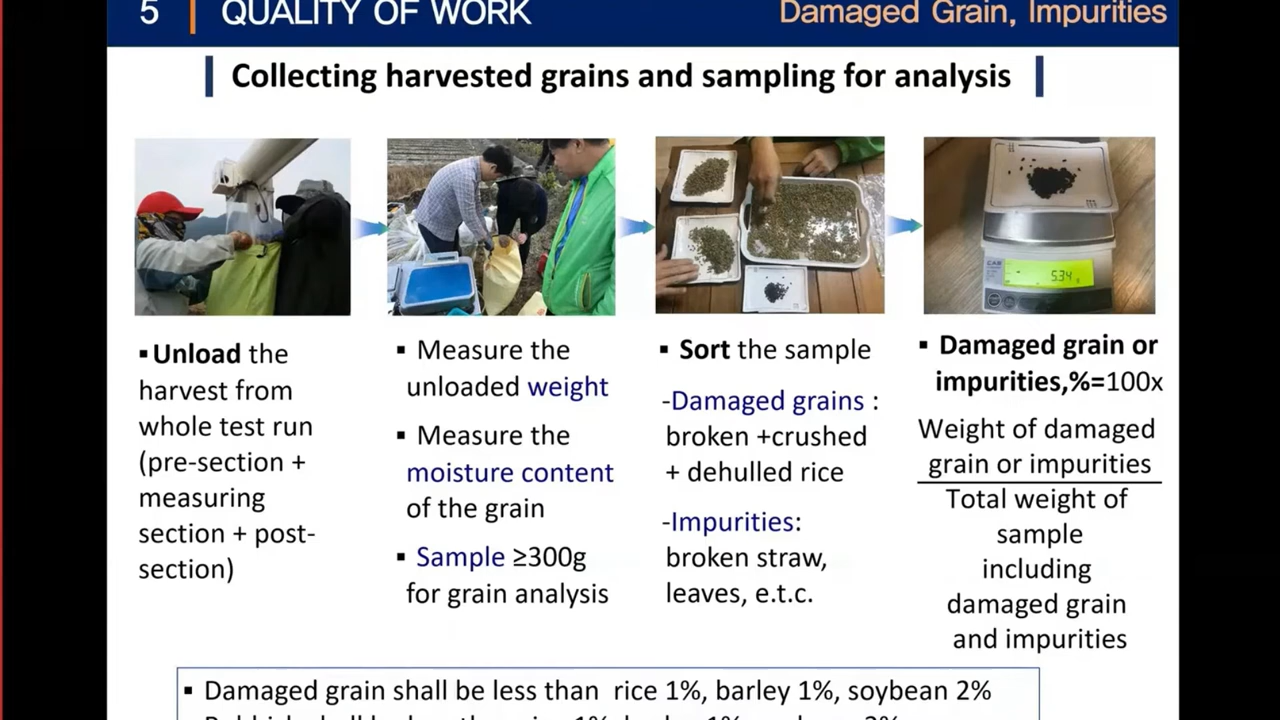 5 QUALITY OF WORK Damaged Grain, Impurities
Collecting harvested grains and sampling for analysis
▪Unload the
harvest from
whole test run
(pre-section +
measuring
section + post-
section)
▪ Measure the
unloaded weight
▪ Measure the
moisture content
of the grain
▪ Sample ≥300g
for grain analysis
▪ Sort the sample
-Damaged grains :
broken +crushed
+ dehulled rice
-Impurities:
broken straw,
leaves, e.t.c.
CAS
5.34 g
▪ Damaged grain or
impurities,%=100x
Weight of damaged
grain or impurities
Total weight of
sample
including
damaged grain
and impurities
▪ Damaged grain shall be less than rice 1%, barley 1%, soybean 2%